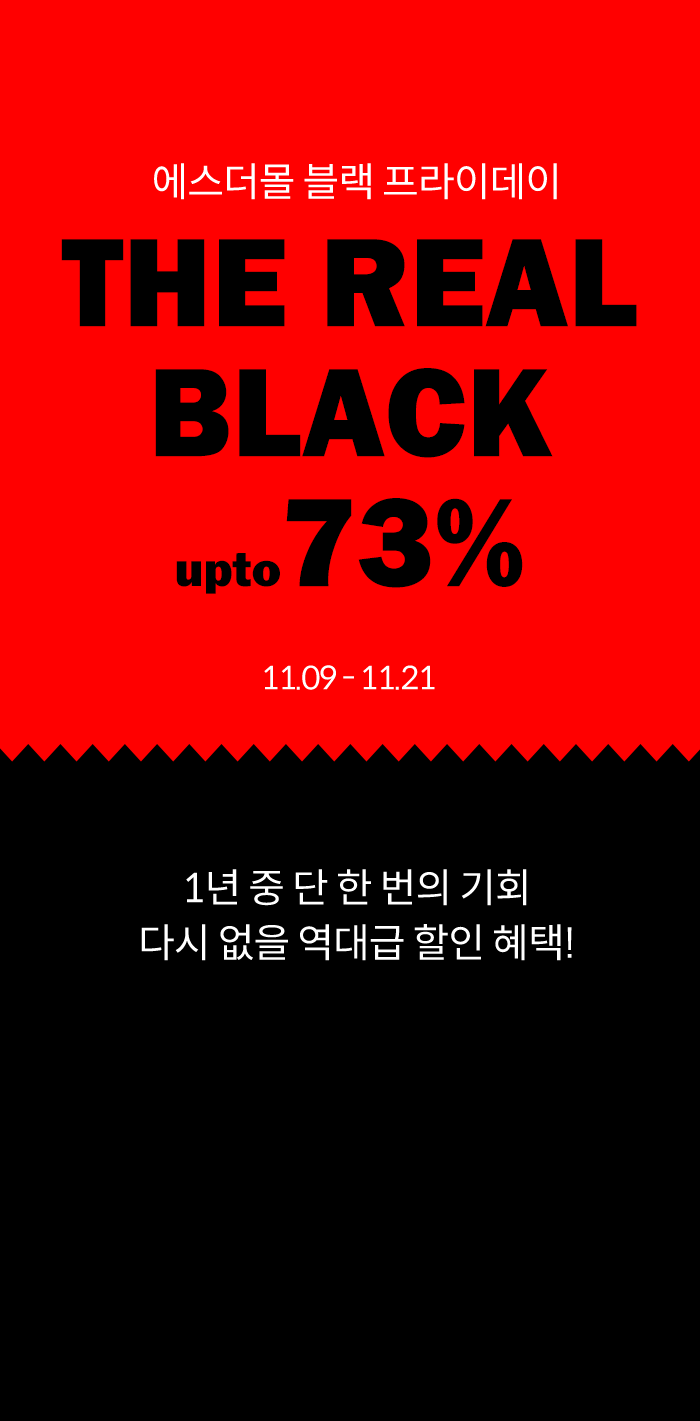 에스더몰 블랙 프라이데이
THE REAL
BLACK
upto 73%
11.09 - 11.21
1년 중 단 한 번의 기회
다시 없을 역대급 할인 혜택!